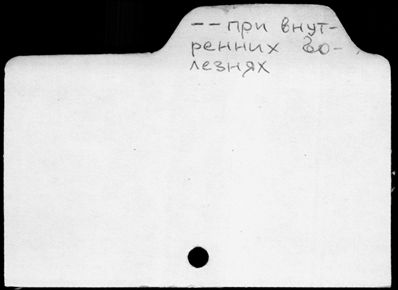 -- при внут-
ренних бо-
лезнях